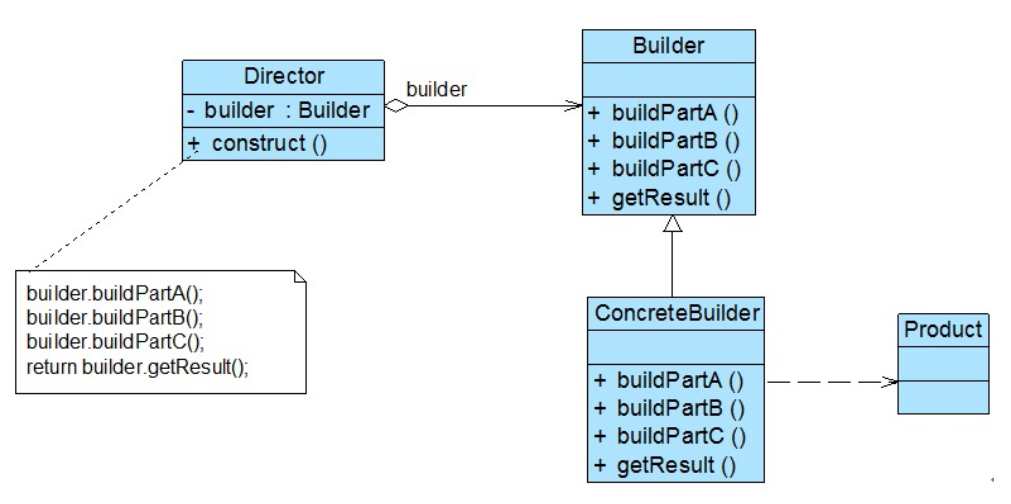 Director
- builder : Builder
+ construct ()
builder
Builder
+ buildPartA ()
+ buildPartB ()
+ buildPartC ()
+ getResult ()
builder.buildPartA();
builder.buildPartB();
builder.buildPartC();
return builder.getResult();
ConcreteBuilder
+ buildPartA ()
+ buildPartB ()
+ buildPartC ()
+ getResult ()
Product